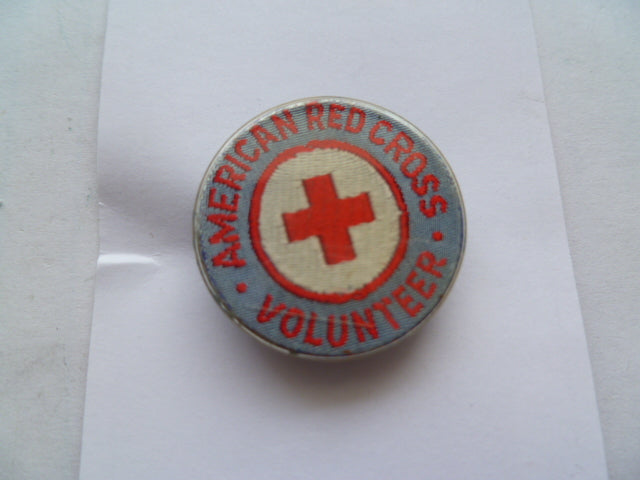 AMERICAN RED CROSS
• VOLUNTEER •